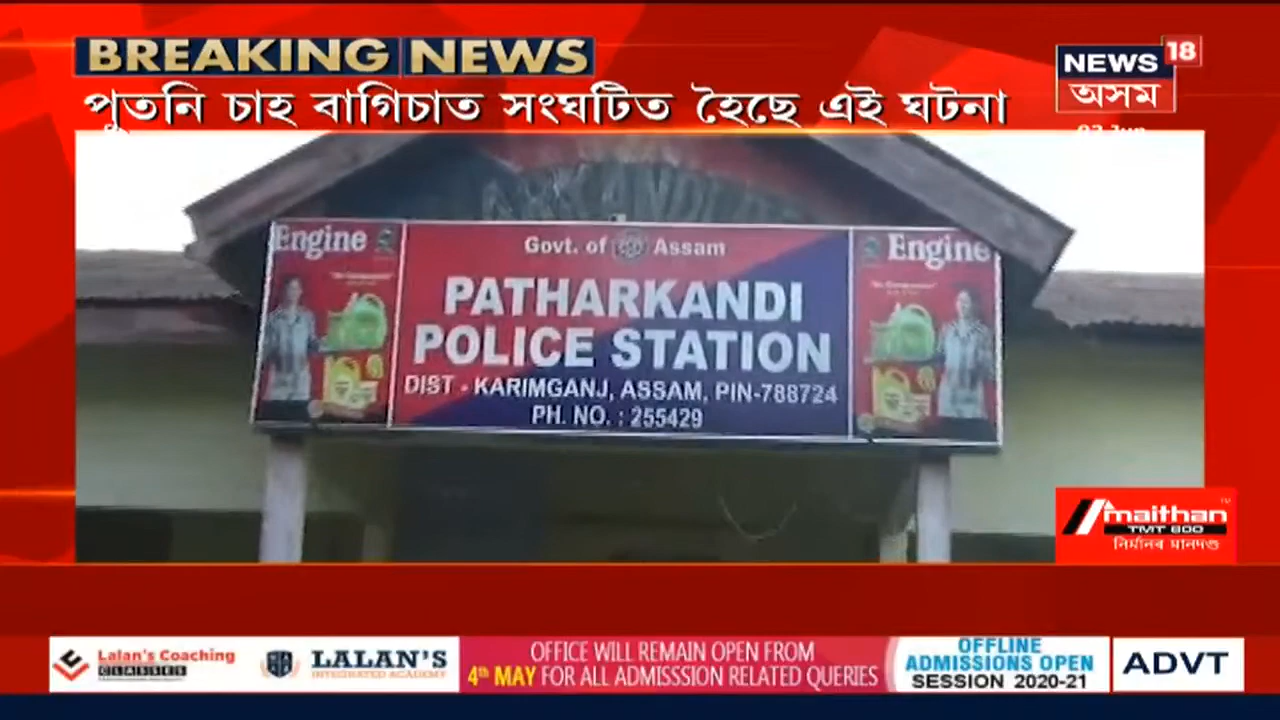 BREAKING NEWS
পুতনি চাহ বাগিচাত সংঘটিত হৈছে এই ঘটনা
NEWS 18
অসম
Engine
Govt. of Assam
Engine
PATHARKANDI
POLICE STATION
DIST - KARIMGANJ, ASSAM, PIN-788724
PH. NO. : 255429
maithan
TMT 800
নিৰ্মানৰ মানদণ্ড
Lalan's Coaching
CLASSES
LALAN'S
INTEGRATED ACADEMY
OFFICE WILL REMAIN OPEN FROM
4th MAY FOR ALL ADMISSSION RELATED QUERIES
OFFLINE
ADMISSIONS OPEN
SESSION 2020-21
ADVT